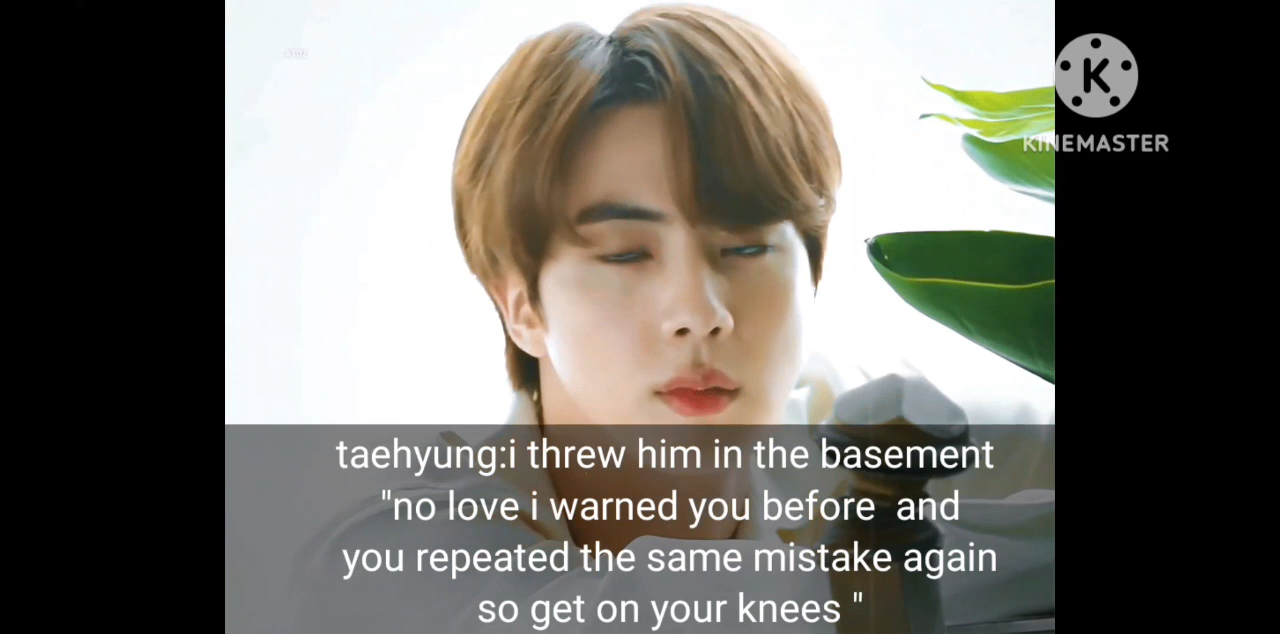 KINEMASTER
taehyung:i threw him in the basement
"no love i warned you before  and
you repeated the same mistake again
so get on your knees "